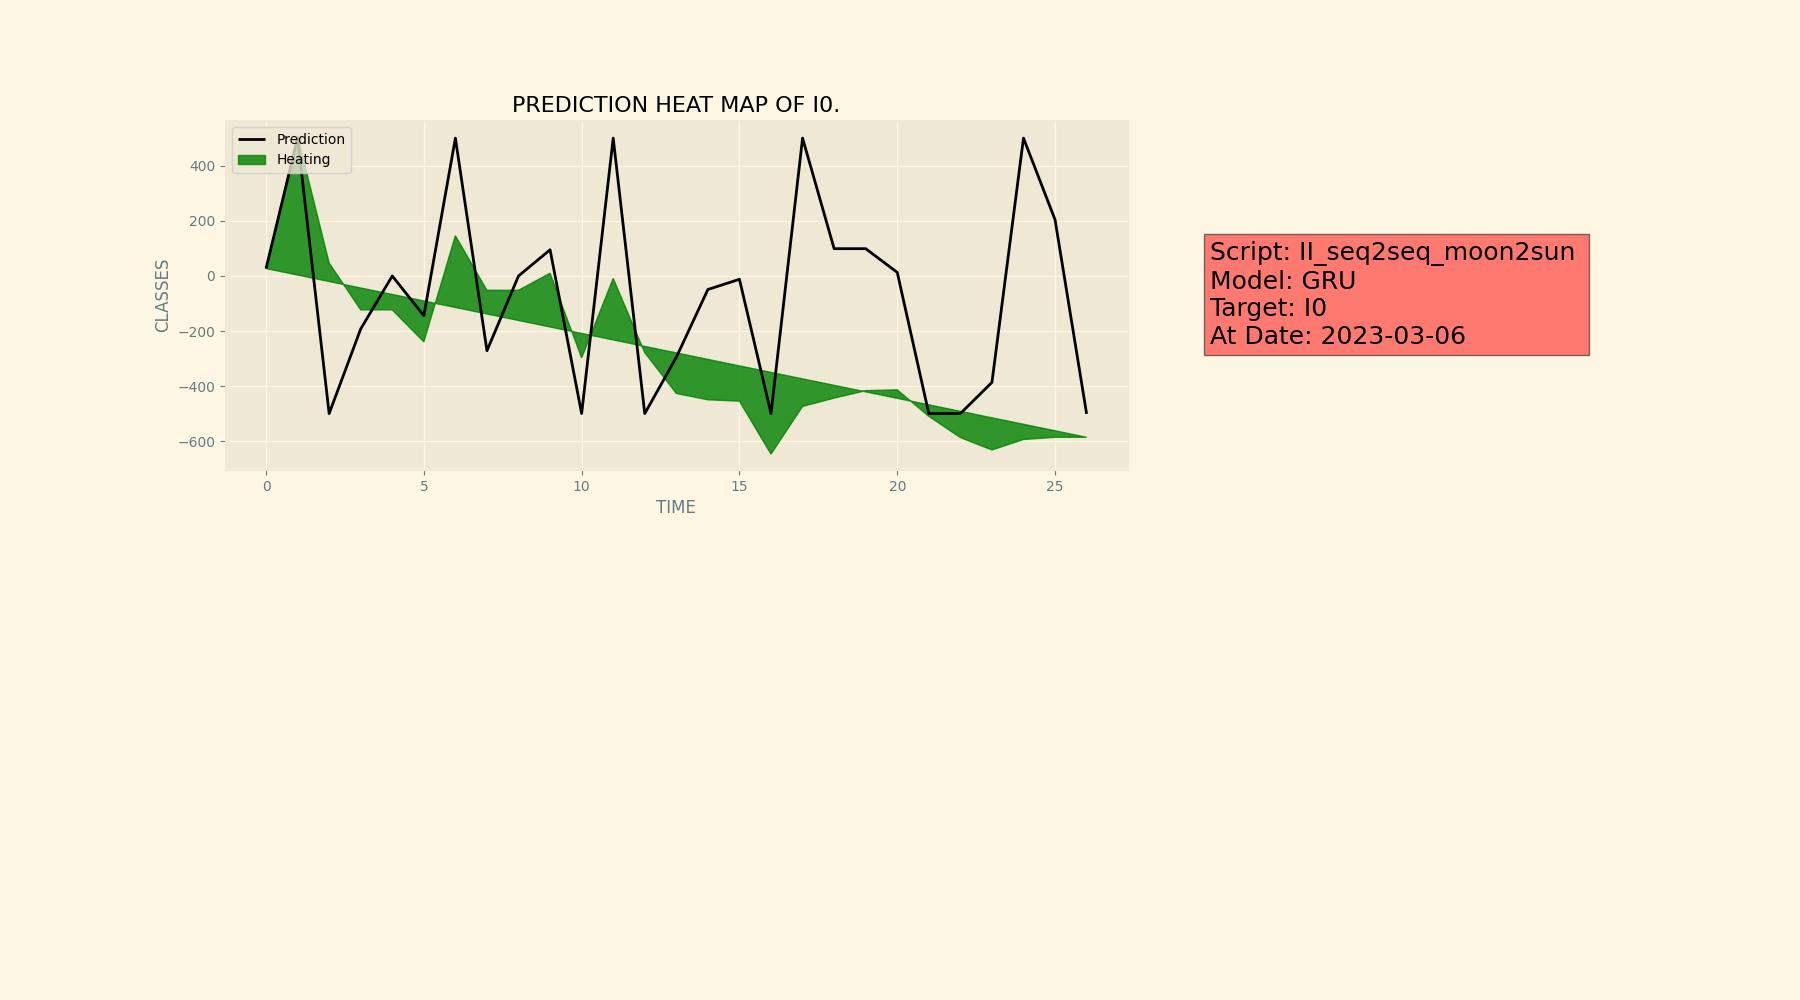 PREDICTION HEAT MAP OF I0.
Prediction
Heating
400
200
0
−200
−400
−600
CLASSES
0 5 10 15 20 25
TIME
Script: II_seq2seq_moon2sun
Model: GRU
Target: I0
At Date: 2023-03-06